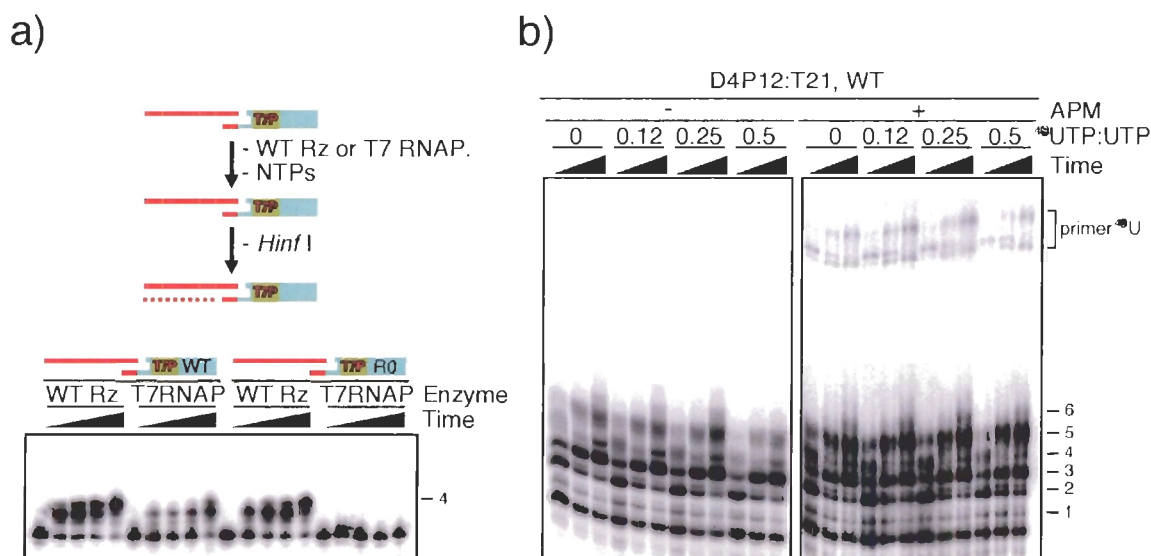 a)
T7P
- WT Rz or T7 RNAP.
- NTPs
T7P
- Hinf I
T7P
T7P WT T7P R0
WT Rz T7RNAP WT Rz T7RNAP Enzyme
Time
4
b)
D4P12:T21, WT
- + APM
0 0.12 0.25 0.5 0 0.12 0.25 0.5 UTP:UTP
Time
primer U
6
5
4
3
2
1